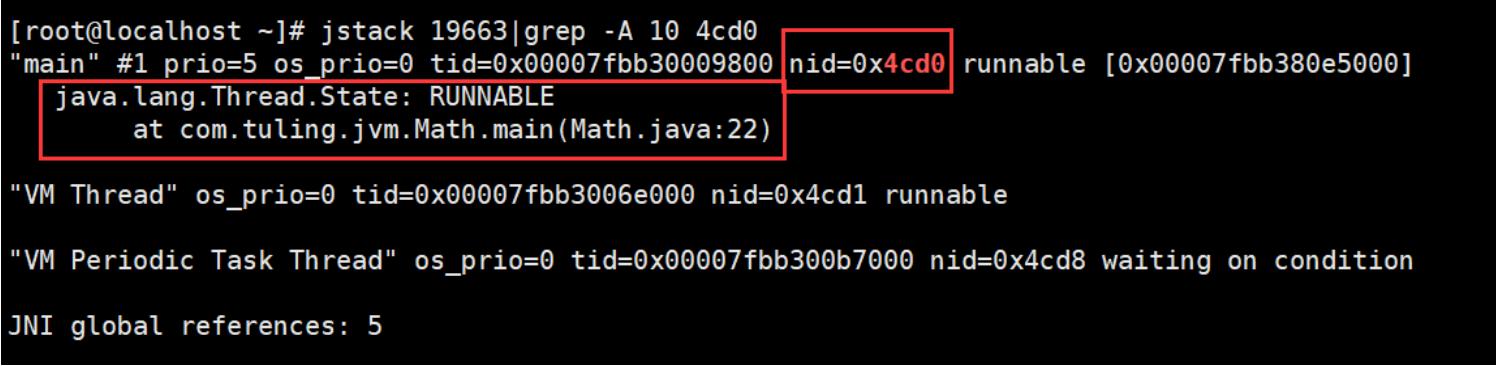 [root@localhost ~]# jstack 19663|grep -A 10 4cd0
"main" #1 prio=5 os_prio=0 tid=0x00007fbb30009800 nid=0x4cd0 runnable [0x00007fbb380e5000]
java.lang.Thread.State: RUNNABLE
at com.tuling.jvm.Math.main(Math.java:22)
"VM Thread" os_prio=0 tid=0x00007fbb3006e000 nid=0x4cd1 runnable
"VM Periodic Task Thread" os_prio=0 tid=0x00007fbb300b7000 nid=0x4cd8 waiting on condition
JNI global references: 5